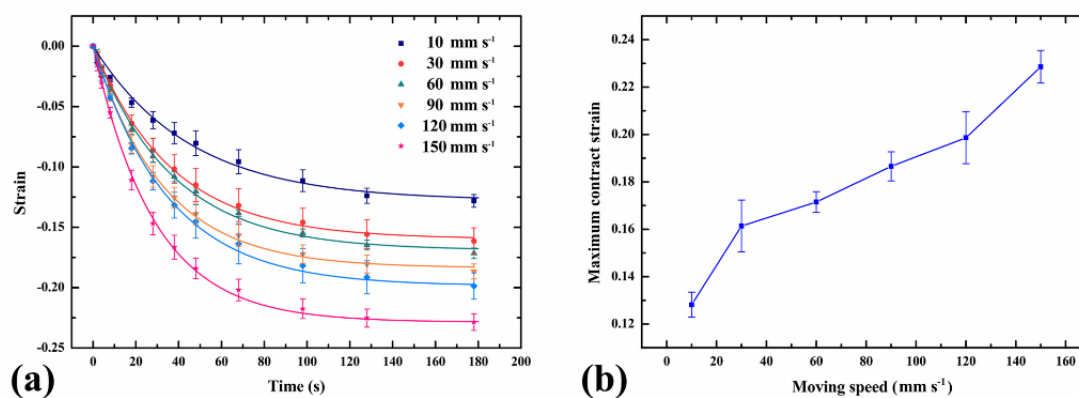 0.00
-0.05
-0.10
-0.15
-0.20
-0.25
Strain
10 mm s-1
30 mm s-1
60 mm s-1
90 mm s-1
120 mm s-1
150 mm s-1
0 20 40 60 80 100 120 140 160 180 200
Time (s)
(a)
0.24
0.22
0.20
0.18
0.16
0.14
0.12
Maximum contract strain
0 20 40 60 80 100 120 140 160
Moving speed (mm s-1)
(b)